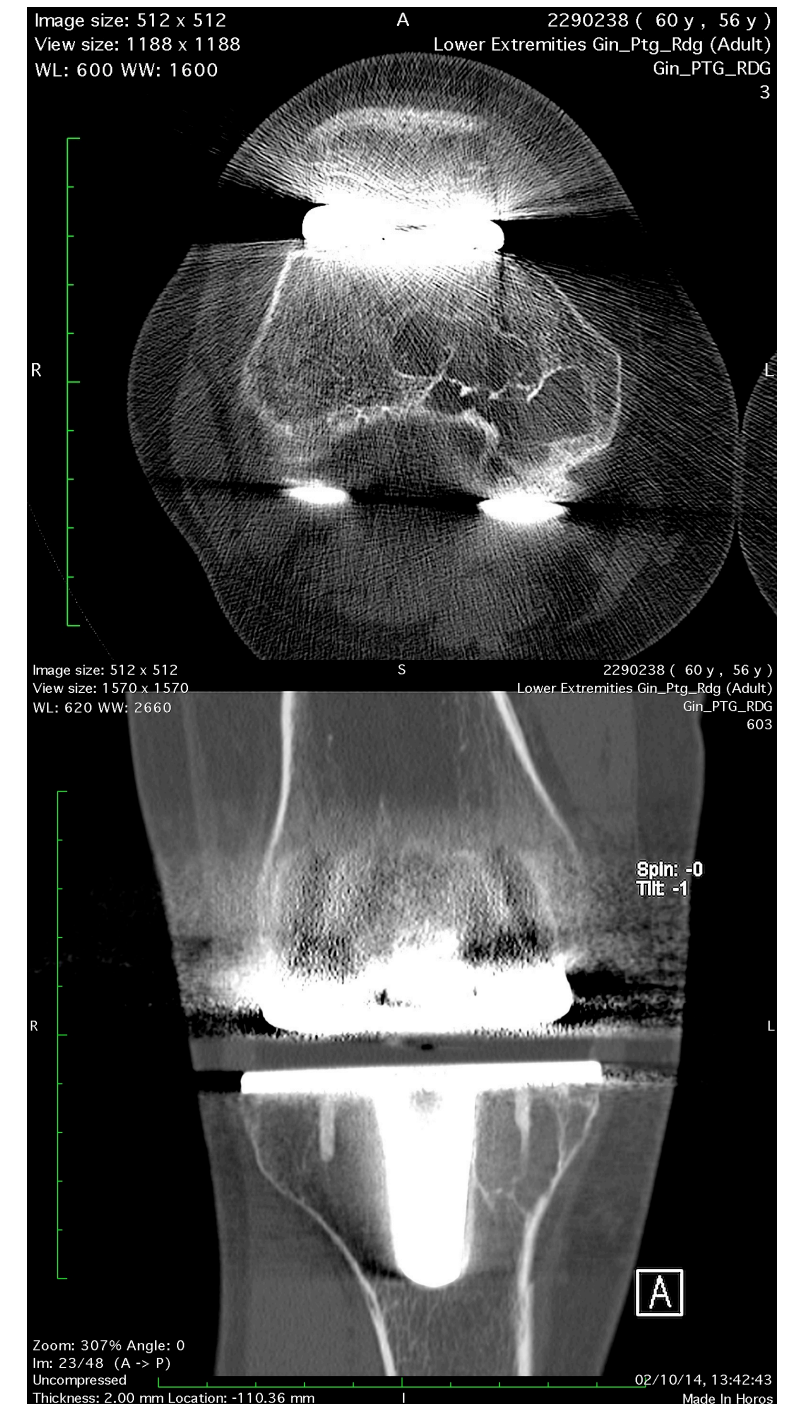 Image size: 512 x 512
A
2290238 ( 60 y , 56 y )
View size: 1188 x 1188
Lower Extremities Gin_Ptg_Rdg (Adult)
WL: 600 WW: 1600
Gin_PTG_RDG
3
R
L
Image size: 512 x 512
S
2290238 ( 60 y , 56 y )
View size: 1570 x 1570
Lower Extremities Gin_Ptg_Rdg (Adult)
WL: 620 WW: 2660
Gin_PTG_RDG
603
Spin: -0
Tilt: -1
R
L
A
Zoom: 307% Angle: 0
Im: 23/48 (A -> P)
Uncompressed
02/10/14, 13:42:43
Thickness: 2.00 mm Location: -110.36 mm
I
Made In Horos